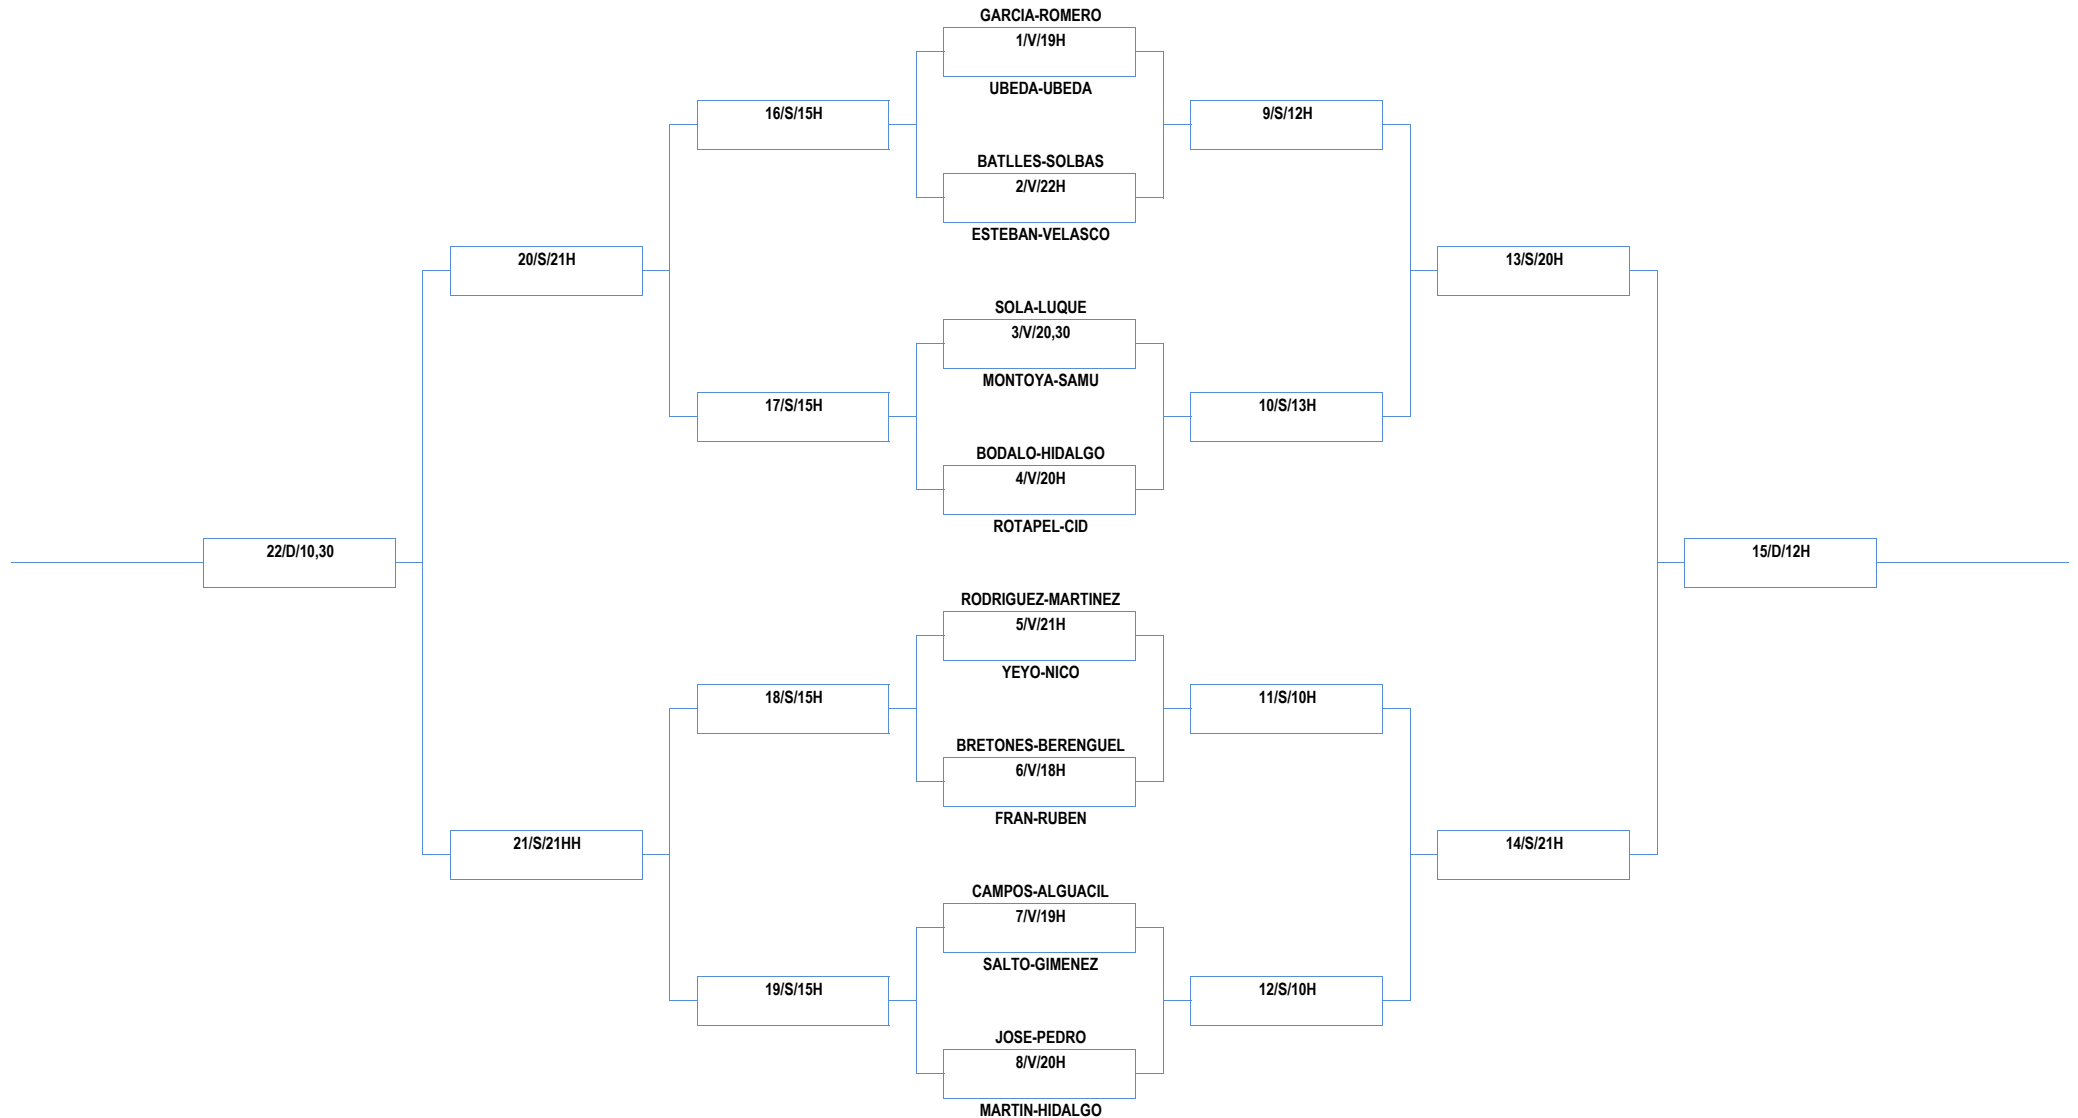 GARCIA-ROMERO
1/V/19H
UBEDA-UBEDA
16/S/15H
9/S/12H
BATLLES-SOLBAS
2/V/22H
ESTEBAN-VELASCO
20/S/21H
13/S/20H
SOLA-LUQUE
3/V/20,30
MONTOYA-SAMU
17/S/15H
10/S/13H
BODALO-HIDALGO
4/V/20H
ROTAPEL-CID
22/D/10,30
15/D/12H
RODRIGUEZ-MARTINEZ
5/V/21H
YEYO-NICO
18/S/15H
11/S/10H
BRETONES-BERENGUEL
6/V/18H
FRAN-RUBEN
21/S/21HH
14/S/21H
CAMPOS-ALGUACIL
7/V/19H
SALTO-GIMENEZ
19/S/15H
12/S/10H
JOSE-PEDRO
8/V/20H
MARTIN-HIDALGO